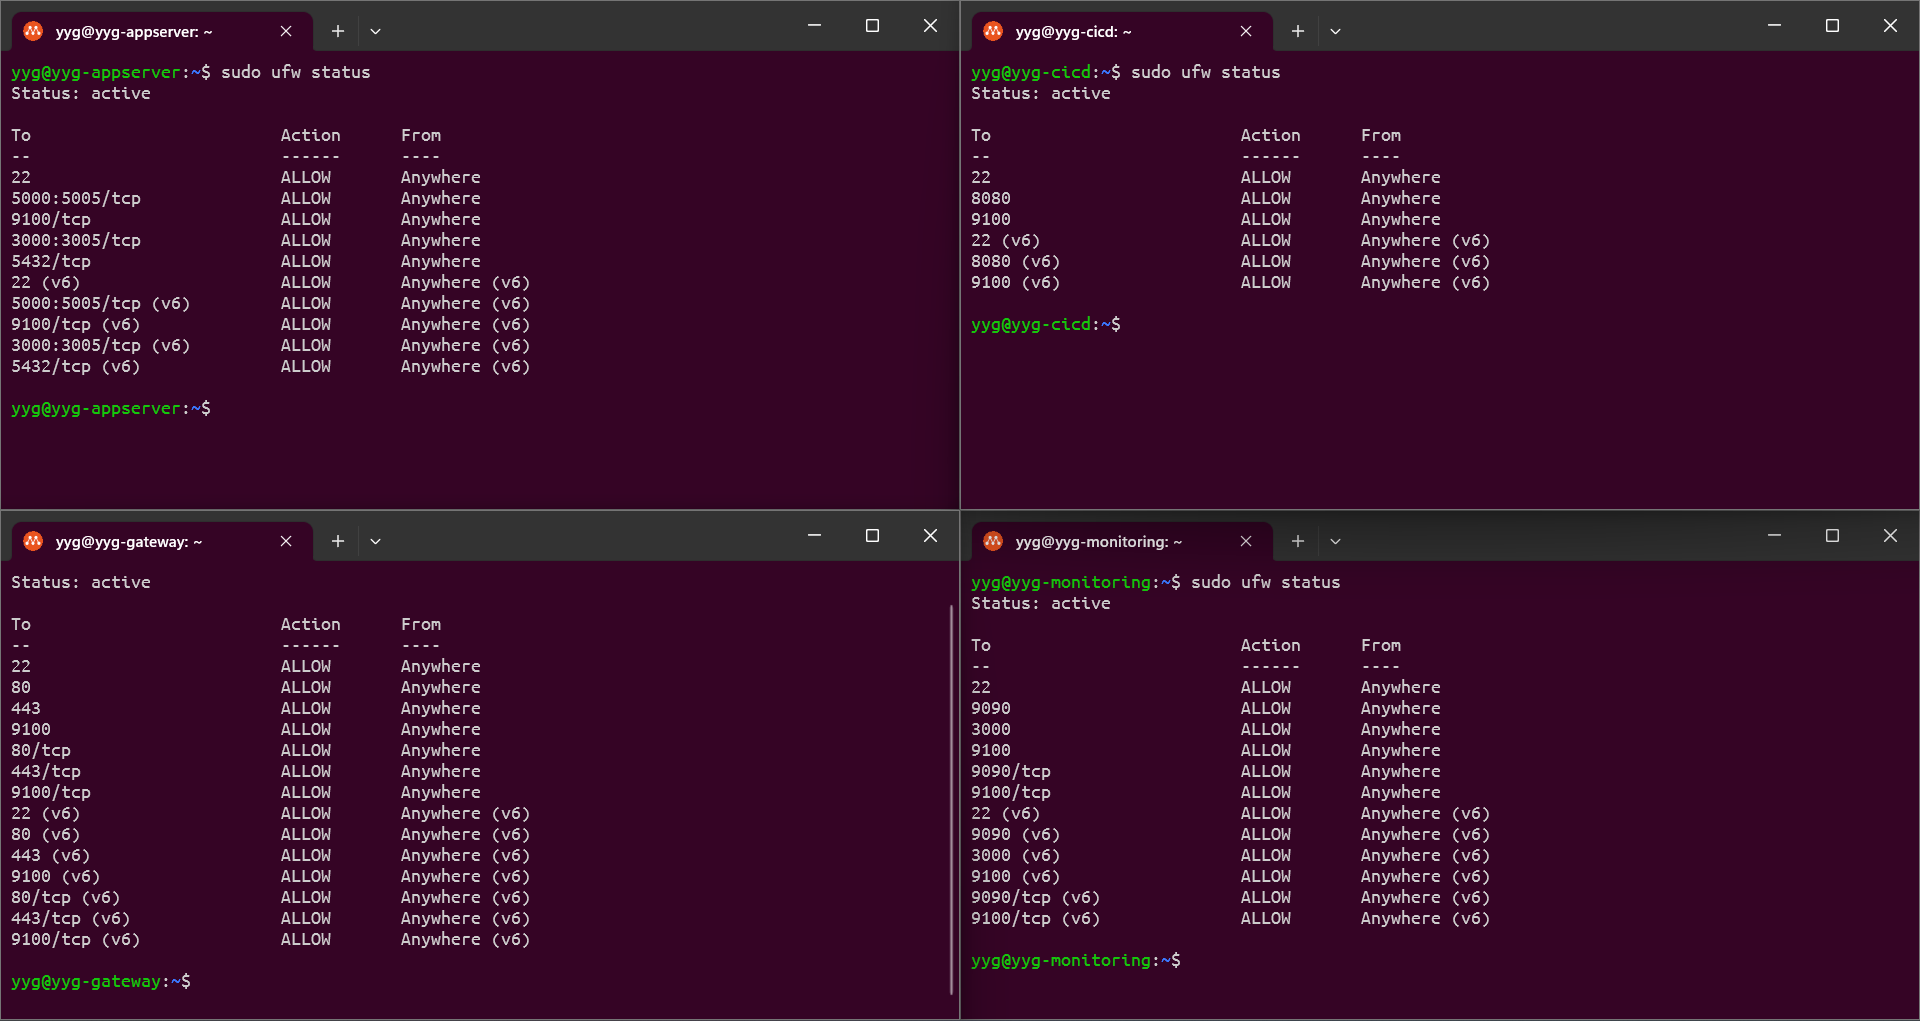 yyg@yyg-appserver: ~
yyg@yyg-appserver:~$ sudo ufw status
Status: active
To                         Action      From
--                         ------      ----
22                         ALLOW       Anywhere
5000:5005/tcp              ALLOW       Anywhere
9100/tcp                   ALLOW       Anywhere
3000:3005/tcp              ALLOW       Anywhere
5432/tcp                   ALLOW       Anywhere
22 (v6)                    ALLOW       Anywhere (v6)
5000:5005/tcp (v6)         ALLOW       Anywhere (v6)
9100/tcp (v6)              ALLOW       Anywhere (v6)
3000:3005/tcp (v6)         ALLOW       Anywhere (v6)
5432/tcp (v6)              ALLOW       Anywhere (v6)
yyg@yyg-appserver:~$
yyg@yyg-cicd: ~
yyg@yyg-cicd:~$ sudo ufw status
Status: active
To                         Action      From
--                         ------      ----
22                         ALLOW       Anywhere
8080                       ALLOW       Anywhere
9100                       ALLOW       Anywhere
22 (v6)                    ALLOW       Anywhere (v6)
8080 (v6)                  ALLOW       Anywhere (v6)
9100 (v6)                  ALLOW       Anywhere (v6)
yyg@yyg-cicd:~$
yyg@yyg-gateway: ~
Status: active
To                         Action      From
--                         ------      ----
22                         ALLOW       Anywhere
80                         ALLOW       Anywhere
443                        ALLOW       Anywhere
9100                       ALLOW       Anywhere
80/tcp                     ALLOW       Anywhere
443/tcp                    ALLOW       Anywhere
9100/tcp                   ALLOW       Anywhere
22 (v6)                    ALLOW       Anywhere (v6)
80 (v6)                    ALLOW       Anywhere (v6)
443 (v6)                   ALLOW       Anywhere (v6)
9100 (v6)                  ALLOW       Anywhere (v6)
80/tcp (v6)                ALLOW       Anywhere (v6)
443/tcp (v6)               ALLOW       Anywhere (v6)
9100/tcp (v6)              ALLOW       Anywhere (v6)
yyg@yyg-gateway:~$
yyg@yyg-monitoring: ~
yyg@yyg-monitoring:~$ sudo ufw status
Status: active
To                         Action      From
--                         ------      ----
22                         ALLOW       Anywhere
9090                       ALLOW       Anywhere
3000                       ALLOW       Anywhere
9100                       ALLOW       Anywhere
9090/tcp                   ALLOW       Anywhere
9100/tcp                   ALLOW       Anywhere
22 (v6)                    ALLOW       Anywhere (v6)
9090 (v6)                  ALLOW       Anywhere (v6)
3000 (v6)                  ALLOW       Anywhere (v6)
9100 (v6)                  ALLOW       Anywhere (v6)
9090/tcp (v6)              ALLOW       Anywhere (v6)
9100/tcp (v6)              ALLOW       Anywhere (v6)
yyg@yyg-monitoring:~$